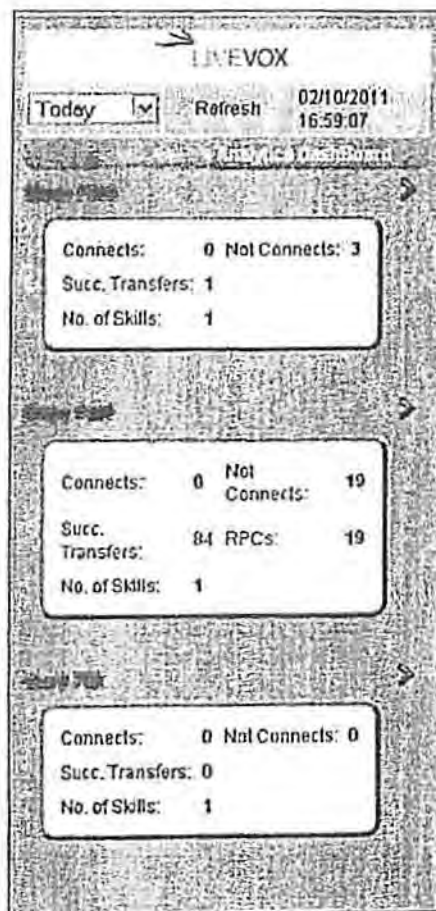 LIVEVOX
Today Refresh 02/10/2011
16:59:07
Analytics Dashboard
Connects: 0 Not Connects: 3
Succ. Transfers: 1
No. of Skills: 1
Connects: 0 Not Connects: 19
Succ. Transfers: 84 RPCs: 19
No. of Skills: 1
Connects: 0 Not Connects: 0
Succ. Transfers: 0
No. of Skills: 1